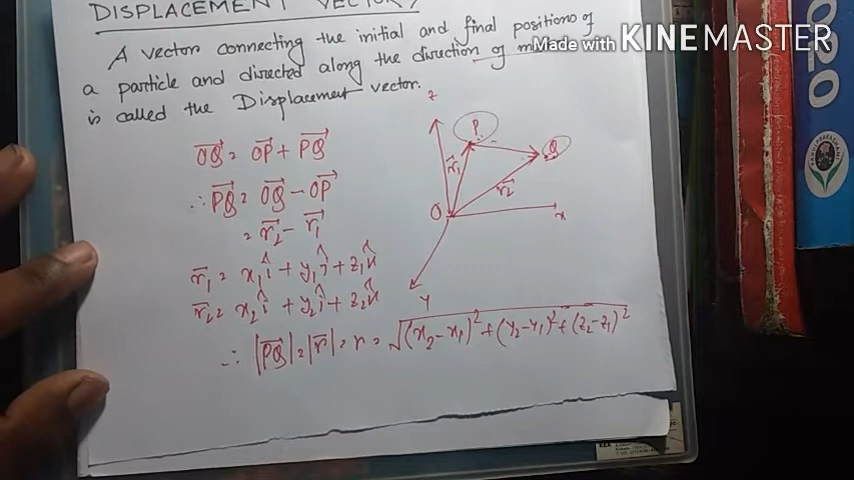 DISPLACEMENT VECTOR
Made with KINEMASTER
A vector connecting the initial and final positions of
a particle and directed along the direction of
is called the Displacement vector.
OQ⃗ = OP⃗ + PQ⃗
∴ PQ⃗ = OQ⃗ − OP⃗
= r₂⃗ − r₁⃗
r₁⃗ = x₁î + y₁ĵ + z₁k̂
r₂⃗ = x₂î + y₂ĵ + z₂k̂
∴ |PQ⃗| = |r⃗| = r = √(x₂−x₁)² + (y₂−y₁)² + (z₂−z₁)²
z
P
Q
r₁⃗
r₂⃗
O
x
y
2020